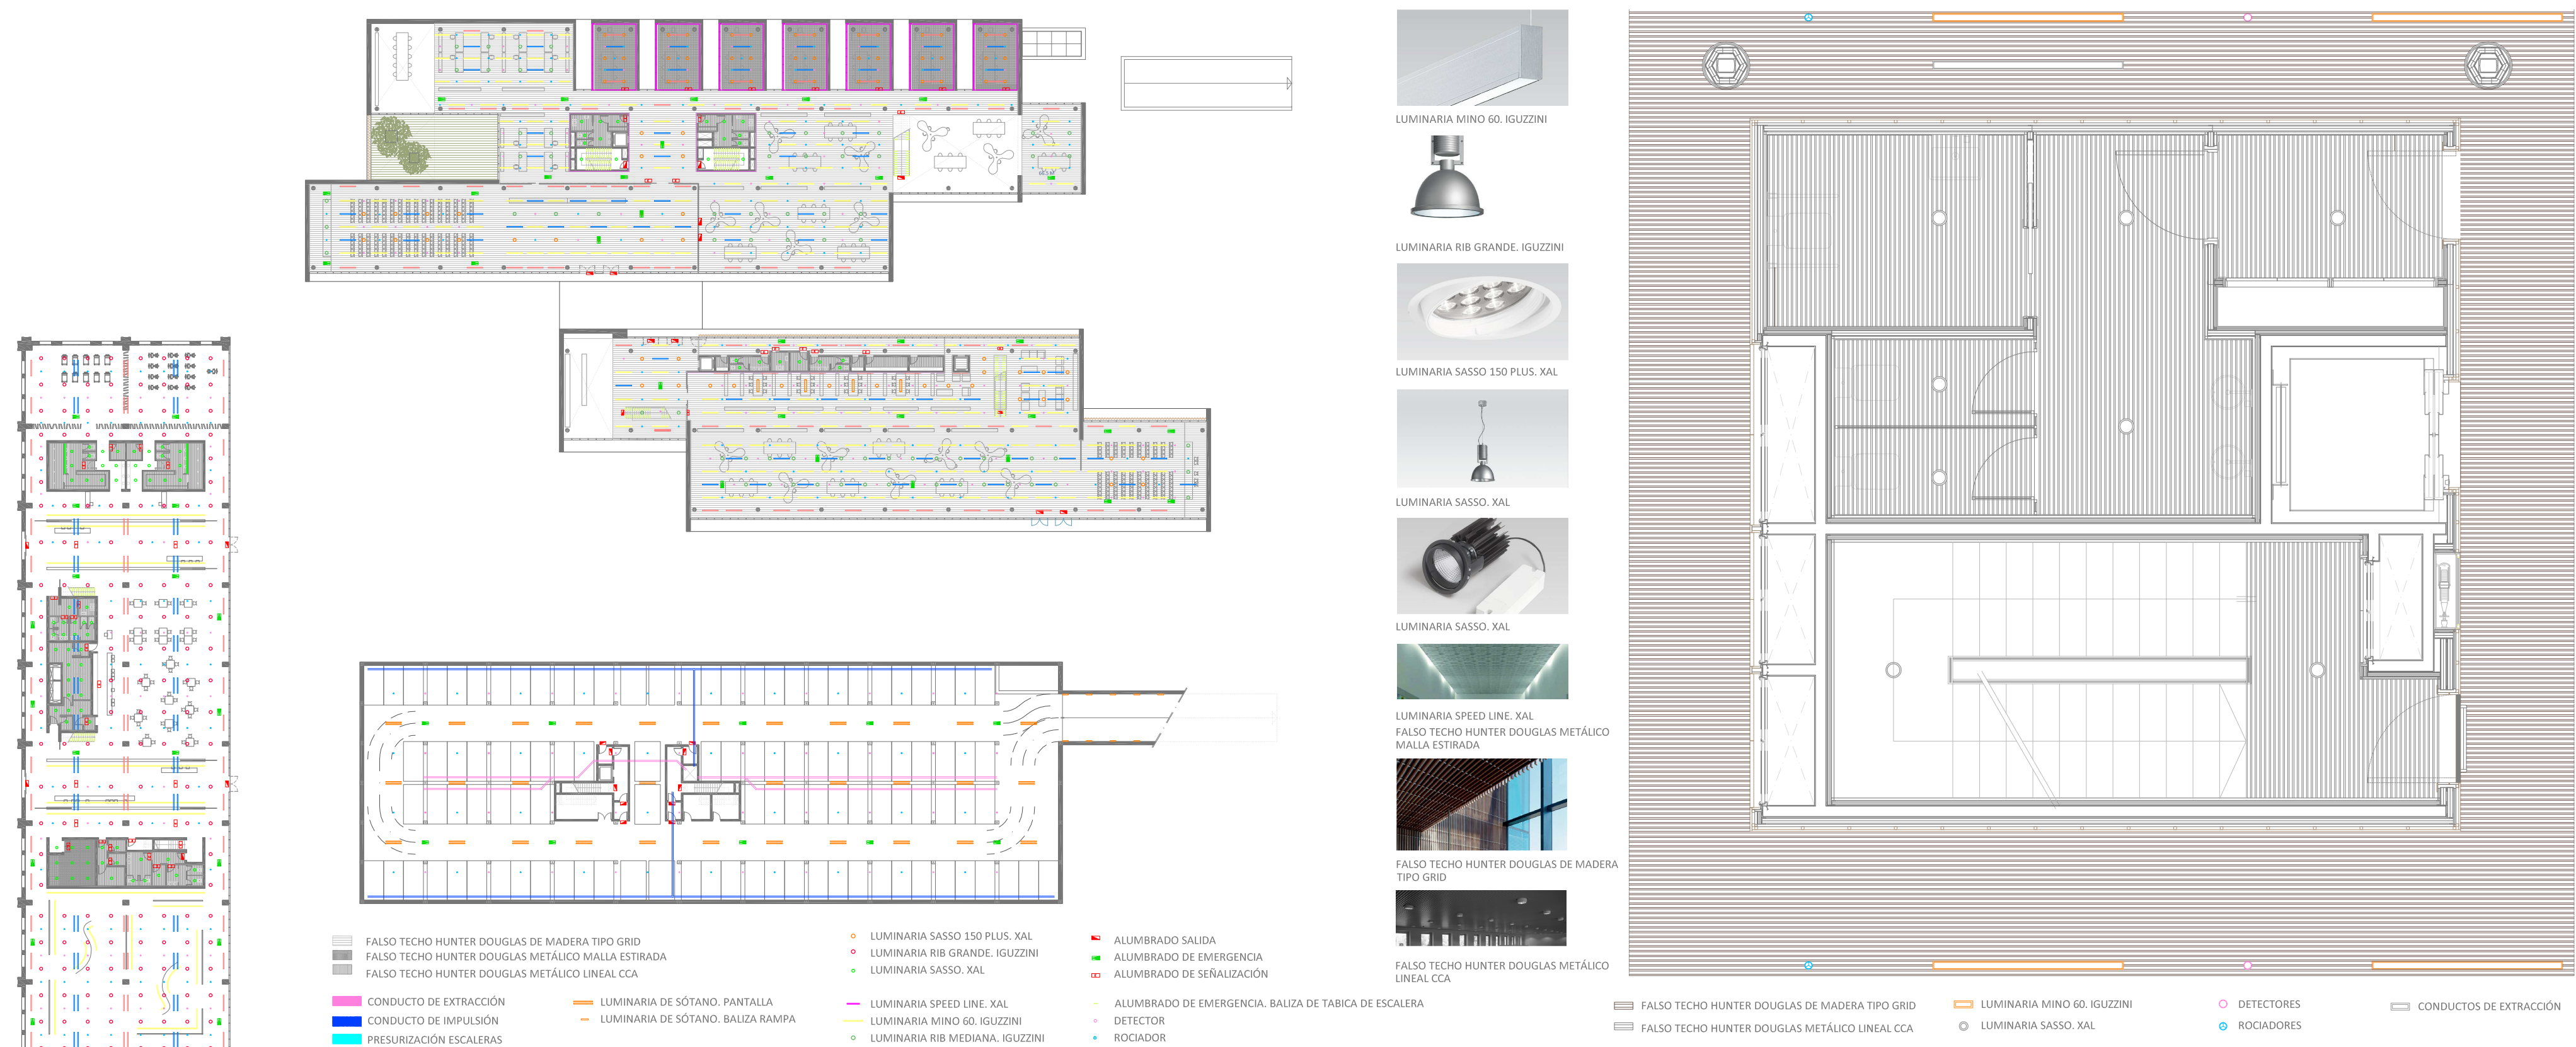 LUMINARIA MINO 60. IGUZZINI
LUMINARIA RIB GRANDE. IGUZZINI
LUMINARIA SASSO 150 PLUS. XAL
LUMINARIA SASSO. XAL
LUMINARIA SASSO. XAL
LUMINARIA SPEED LINE. XAL
FALSO TECHO HUNTER DOUGLAS METÁLICO
MALLA ESTIRADA
FALSO TECHO HUNTER DOUGLAS DE MADERA
TIPO GRID
FALSO TECHO HUNTER DOUGLAS METÁLICO
LINEAL CCA
FALSO TECHO HUNTER DOUGLAS DE MADERA TIPO GRID
FALSO TECHO HUNTER DOUGLAS METÁLICO MALLA ESTIRADA
FALSO TECHO HUNTER DOUGLAS METÁLICO LINEAL CCA
CONDUCTO DE EXTRACCIÓN
CONDUCTO DE IMPULSIÓN
PRESURIZACIÓN ESCALERAS
LUMINARIA DE SÓTANO. PANTALLA
LUMINARIA DE SÓTANO. BALIZA RAMPA
LUMINARIA SASSO 150 PLUS. XAL
LUMINARIA RIB GRANDE. IGUZZINI
LUMINARIA SASSO. XAL
LUMINARIA SPEED LINE. XAL
LUMINARIA MINO 60. IGUZZINI
LUMINARIA RIB MEDIANA. IGUZZINI
ALUMBRADO SALIDA
ALUMBRADO DE EMERGENCIA
ALUMBRADO DE SEÑALIZACIÓN
ALUMBRADO DE EMERGENCIA. BALIZA DE TABICA DE ESCALERA
DETECTOR
ROCIADOR
FALSO TECHO HUNTER DOUGLAS DE MADERA TIPO GRID
FALSO TECHO HUNTER DOUGLAS METÁLICO LINEAL CCA
LUMINARIA MINO 60. IGUZZINI
LUMINARIA SASSO. XAL
DETECTORES
ROCIADORES
CONDUCTOS DE EXTRACCIÓN